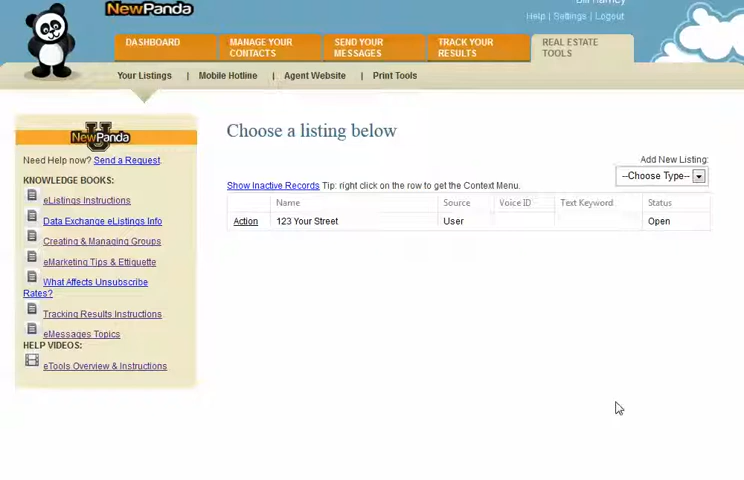 NewPanda
Help | Settings | Logout
DASHBOARD
MANAGE YOUR CONTACTS
SEND YOUR MESSAGES
TRACK YOUR RESULTS
REAL ESTATE TOOLS
Your Listings | Mobile Hotline | Agent Website | Print Tools
U
NewPanda
Need Help now? Send a Request.
KNOWLEDGE BOOKS:
eListings Instructions
Data Exchange eListings Info
Creating & Managing Groups
eMarketing Tips & Ettiquette
What Affects Unsubscribe
Rates?
Tracking Results Instructions
eMessages Topics
HELP VIDEOS:
eTools Overview & Instructions
Choose a listing below
Add New Listing:
--Choose Type--
Show Inactive Records Tip: right click on the row to get the Context Menu.
Name Source Voice ID Text Keyword Status
Action 123 Your Street User Open